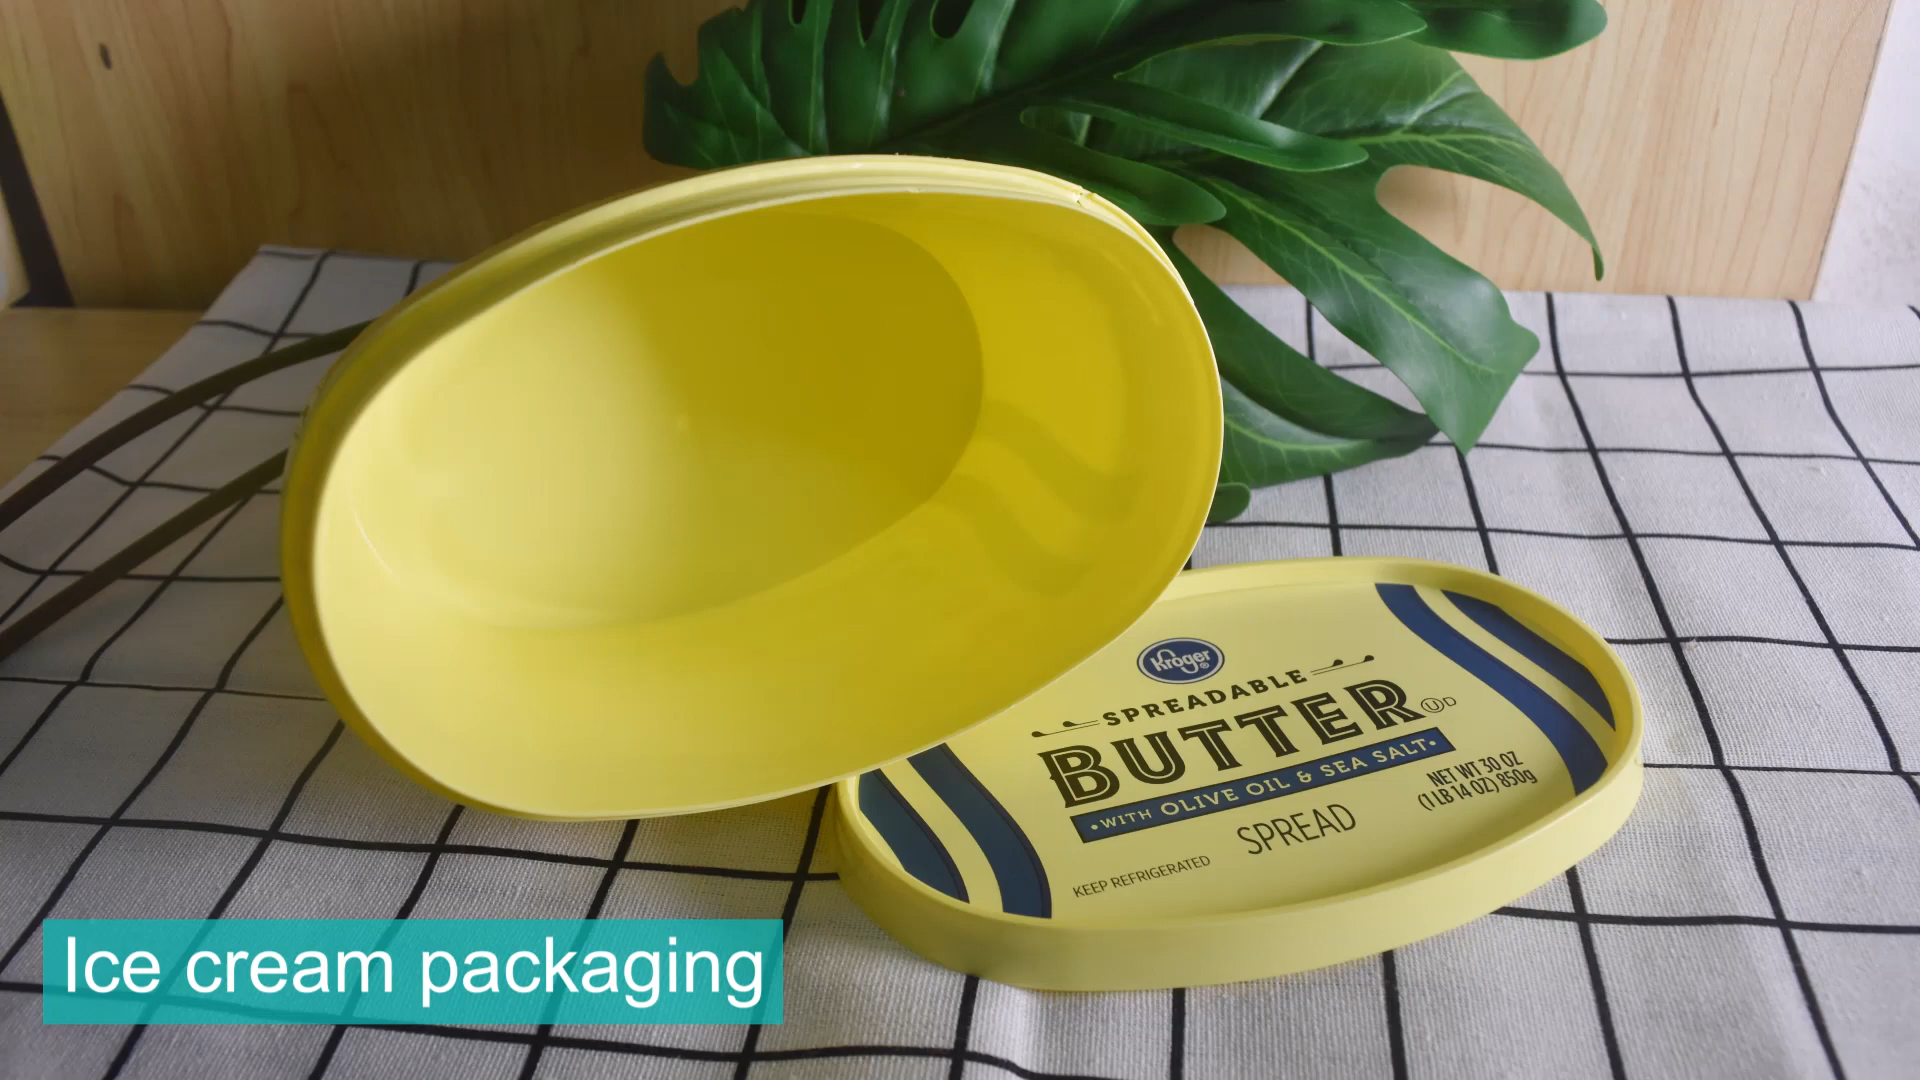 Kroger®
SPREADABLE
BUTTER ⓊD
•WITH OLIVE OIL & SEA SALT•
SPREAD
NET WT 30 OZ
(1 LB 14 OZ) 850g
KEEP REFRIGERATED
Ice cream packaging